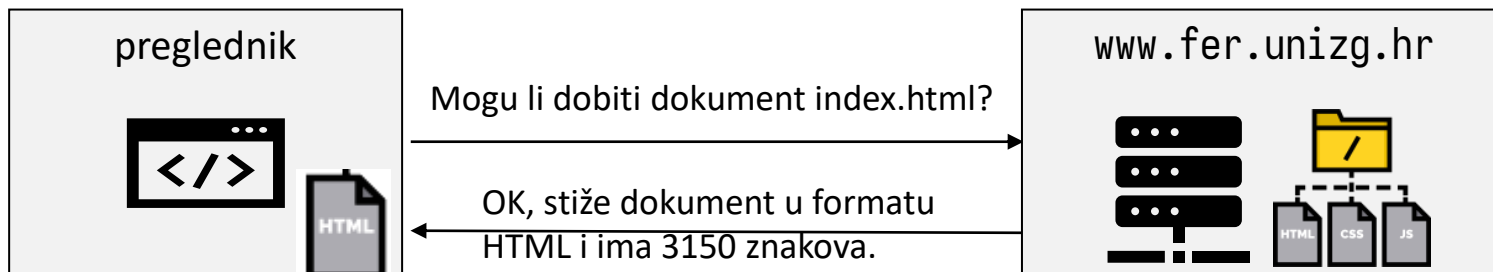 preglednik
</>
HTML
Mogu li dobiti dokument index.html?
OK, stiže dokument u formatu
HTML i ima 3150 znakova.
www.fer.unizg.hr
/
HTML
CSS
JS